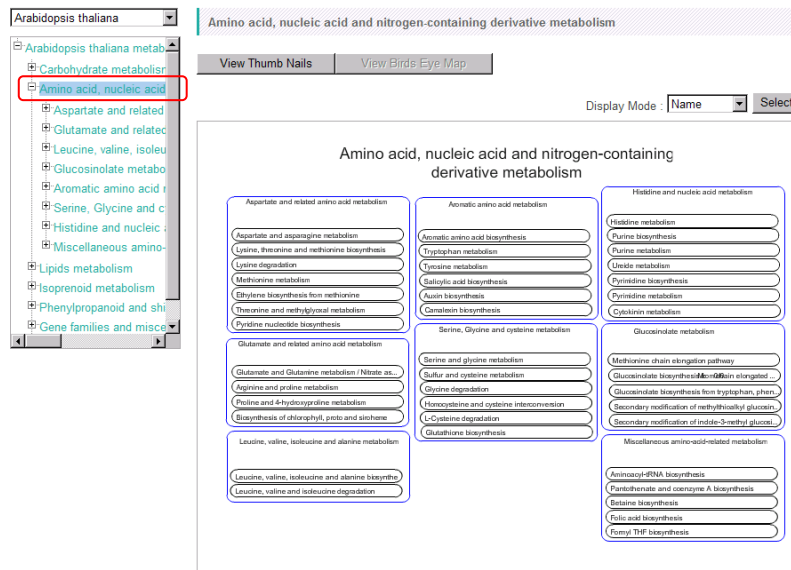 Arabidopsis thaliana
Arabidopsis thaliana metab
Carbohydrate metabolisr
Amino acid, nucleic acid
Aspartate and related
Glutamate and related
Leucine, valine, isoleu
Glucosinolate metabo
Aromatic amino acid r
Serine, Glycine and c
Histidine and nucleic
Miscellaneous amino-
Lipids metabolism
Isoprenoid metabolism
Phenylpropanoid and shi
Gene families and misce
Amino acid, nucleic acid and nitrogen-containing derivative metabolism
View Thumb Nails
View Birds Eye Map
Display Mode : Name
Select
Amino acid, nucleic acid and nitrogen-containing
derivative metabolism
Aspartate and related amino acid metabolism
Aspartate and asparagine metabolism
Lysine, threonine and methionine biosynthesis
Lysine degradation
Methionine metabolism
Ethylene biosynthesis from methionine
Threonine and methylglyoxal metabolism
Pyridine nucleotide biosynthesis
Glutamate and related amino acid metabolism
Glutamate and Glutamine metabolism / Nitrate as...
Arginine and proline metabolism
Proline and 4-hydroxyproline metabolism
Biosynthesis of chlorophyll, proto and siroheme
Leucine, valine, isoleucine and alanine metabolism
Leucine, valine, isoleucine and alanine biosynthe
Leucine, valine and isoleucine degradation
Aromatic amino acid metabolism
Aromatic amino acid biosynthesis
Tryptophan metabolism
Tyrosine metabolism
Salicylic acid biosynthesis
Auxin biosynthesis
Camalexin biosynthesis
Serine, Glycine and cysteine metabolism
Serine and glycine metabolism
Sulfur and cysteine metabolism
Glycine degradation
Homocysteine and cysteine interconversion
L-Cysteine degradation
Glutathione biosynthesis
Histidine and nucleic acid metabolism
Histidine metabolism
Purine biosynthesis
Purine metabolism
Ureide metabolism
Pyrimidine biosynthesis
Pyrimidine metabolism
Cytokinin metabolism
Glucosinolate metabolism
Methionine chain elongation pathway
Glucosinolate biosynthesis chain elongated ...
Glucosinolate biosynthesis from tryptophan, phen...
Secondary modification of methylthioalkyl glucosin...
Secondary modification of indole-3-methyl glucosi...
Miscellaneous amino-acid-related metabolism
Aminoacyl-tRNA biosynthesis
Pantothenate and coenzyme A biosynthesis
Betaine biosynthesis
Folic acid biosynthesis
Fomyl THF biosynthesis